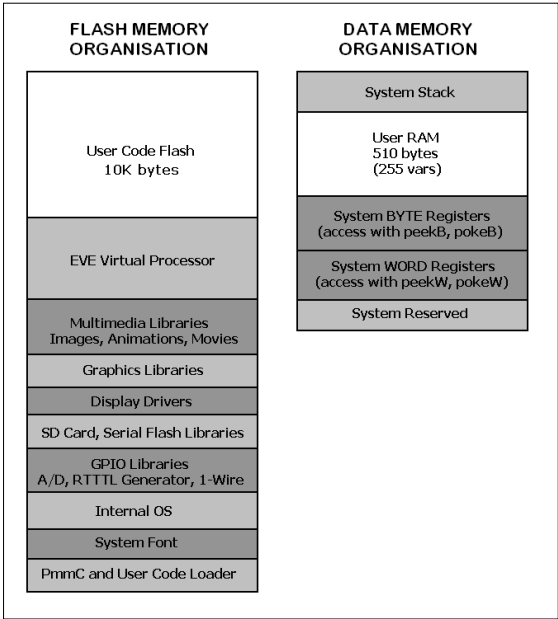 FLASH MEMORY
ORGANISATION
User Code Flash
10K bytes
EVE Virtual Processor
Multimedia Libraries
Images, Animations, Movies
Graphics Libraries
Display Drivers
SD Card, Serial Flash Libraries
GPIO Libraries
A/D, RTTTL Generator, 1-Wire
Internal OS
System Font
PmmC and User Code Loader
DATA MEMORY
ORGANISATION
System Stack
User RAM
510 bytes
(255 vars)
System BYTE Registers
(access with peekB, pokeB)
System WORD Registers
(access with peekW, pokeW)
System Reserved